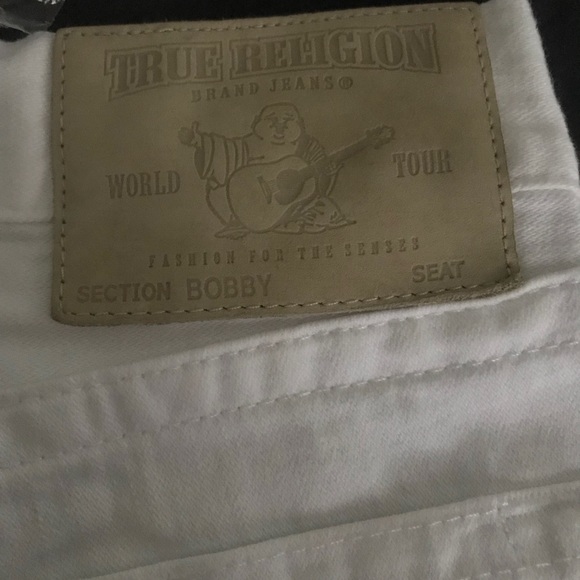 TRUE RELIGION
BRAND JEANS®
WORLD TOUR
FASHION FOR THE SENSES
SECTION BOBBY SEAT